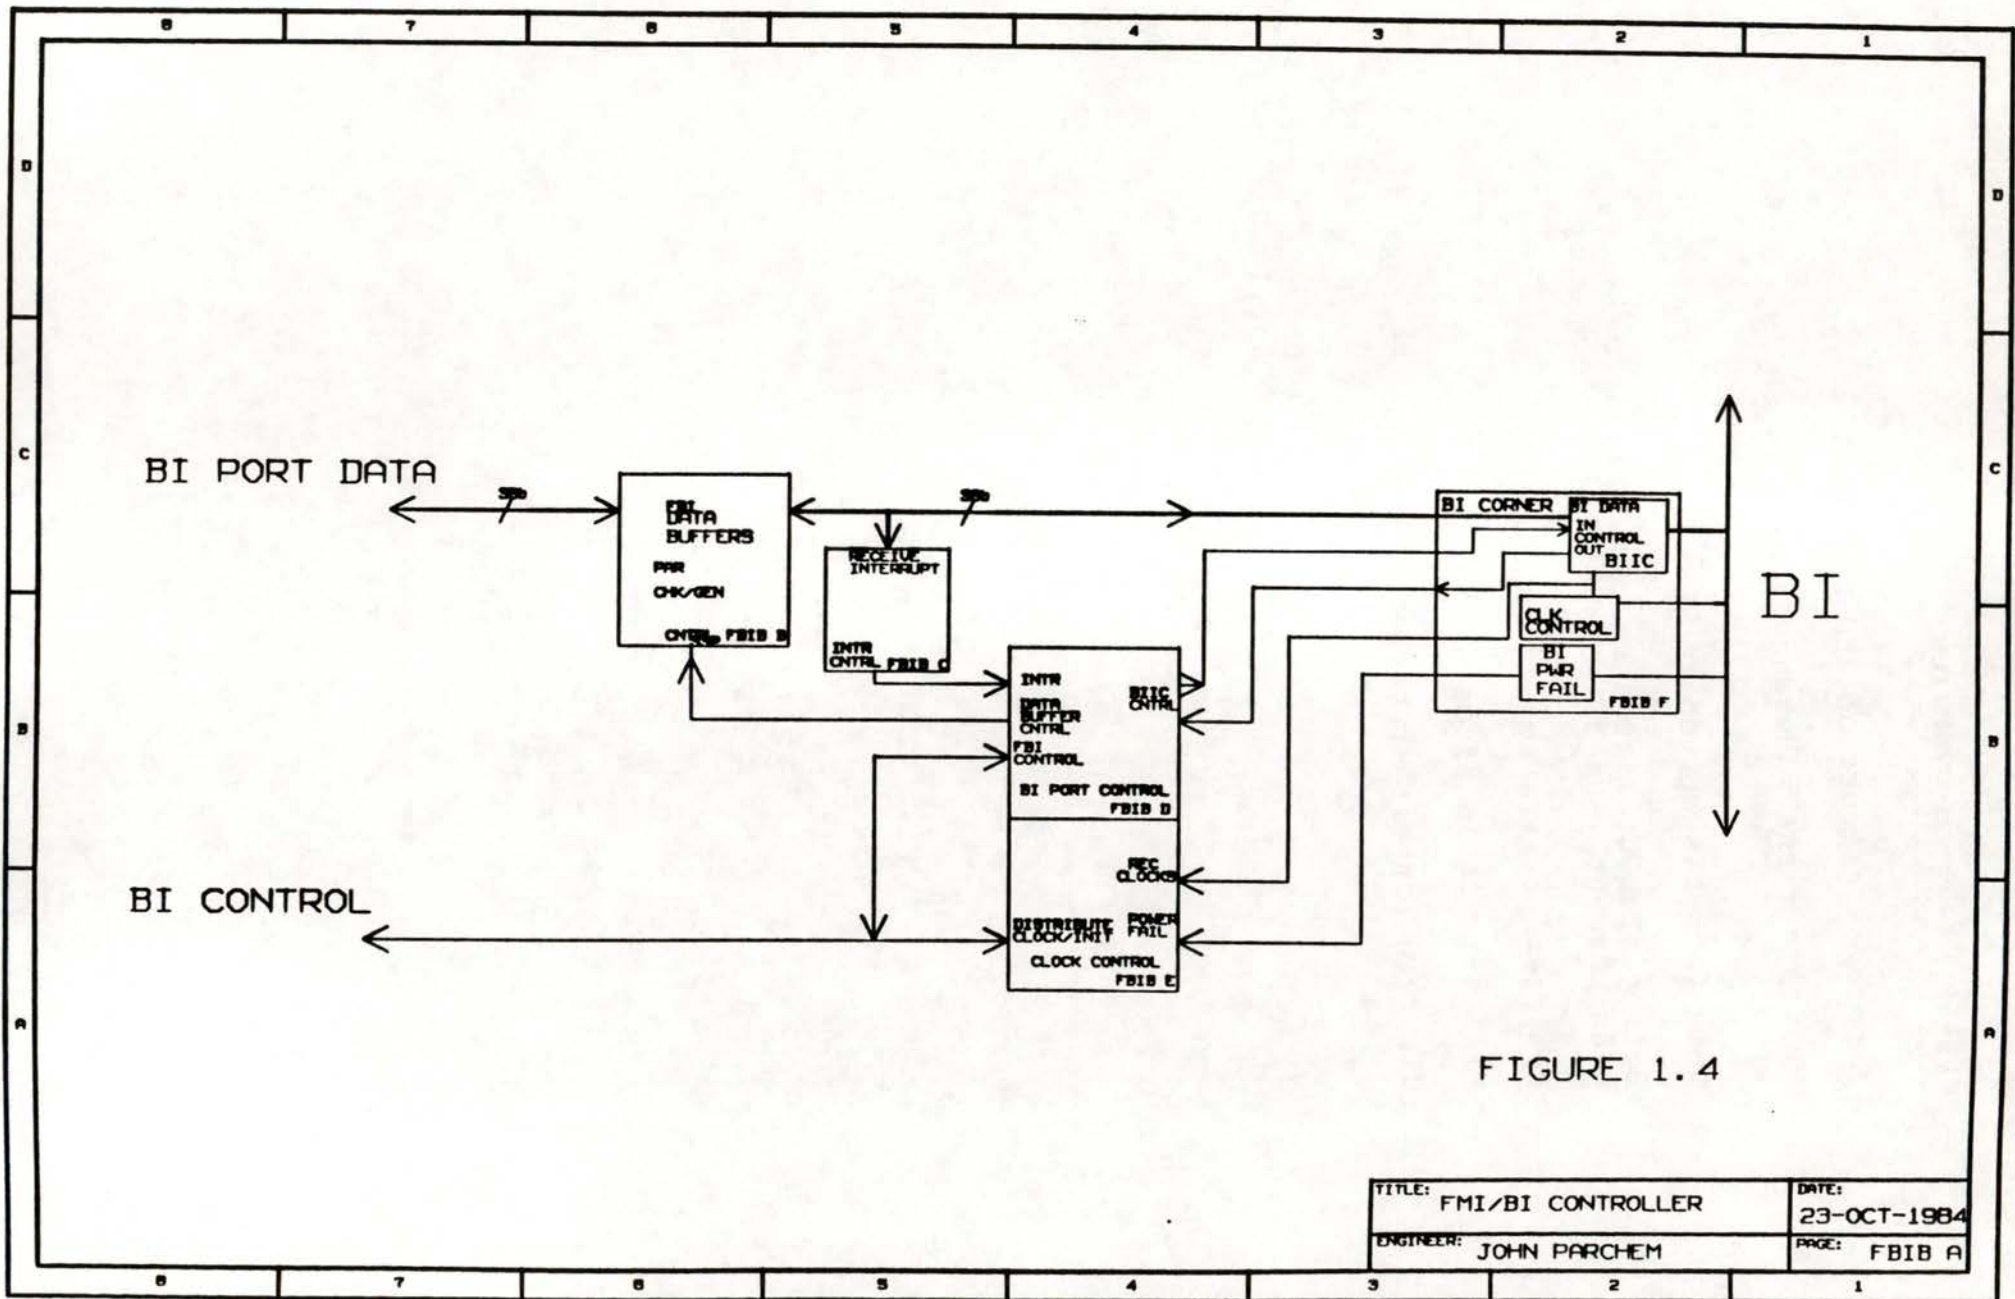 8 7 6 5 4 3 2 1
D
D
C
C
B
B
A
A
BI PORT DATA
FBI
DATA
BUFFERS
PAR
CHK/GEN
CNTRL FBIB B
RECEIVE
INTERRUPT
INTR
CNTRL FBIB C
BI CORNER
BI DATA
IN
CONTROL
OUT
BIIC
CLK
CONTROL
BI
PWR
FAIL
FBIB F
BI
INTR
DATA
BUFFER
CNTRL
FBI
CONTROL
BIIC
CNTRL
BI PORT CONTROL
FBIB D
REC
CLOCKS
DISTRIBUTE
CLOCK/INIT
POWER
FAIL
CLOCK CONTROL
FBIB E
BI CONTROL
FIGURE 1.4
TITLE: FMI/BI CONTROLLER
DATE:
23-OCT-1984
ENGINEER: JOHN PARCHEM
PAGE: FBIB A
8 7 6 5 4 3 2 1